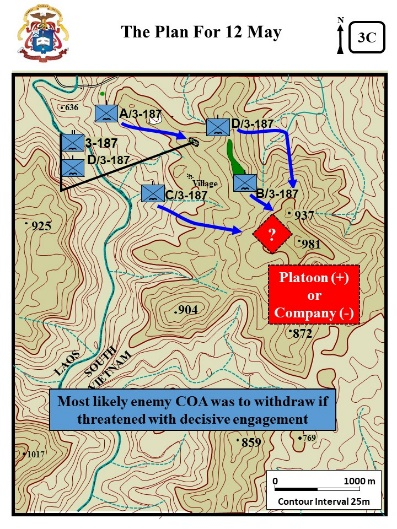 The Plan For 12 May
N
3C
636
A/3-187
D/3-187
3-187
D/3-187
Village
C/3-187
B/3-187
937
925
?
981
Platoon (+)
or
Company (-)
904
872
LAOS
SOUTH
VIETNAM
Most likely enemy COA was to withdraw if
threatened with decisive engagement
859
769
1017
0 1000 m
Contour Interval 25m